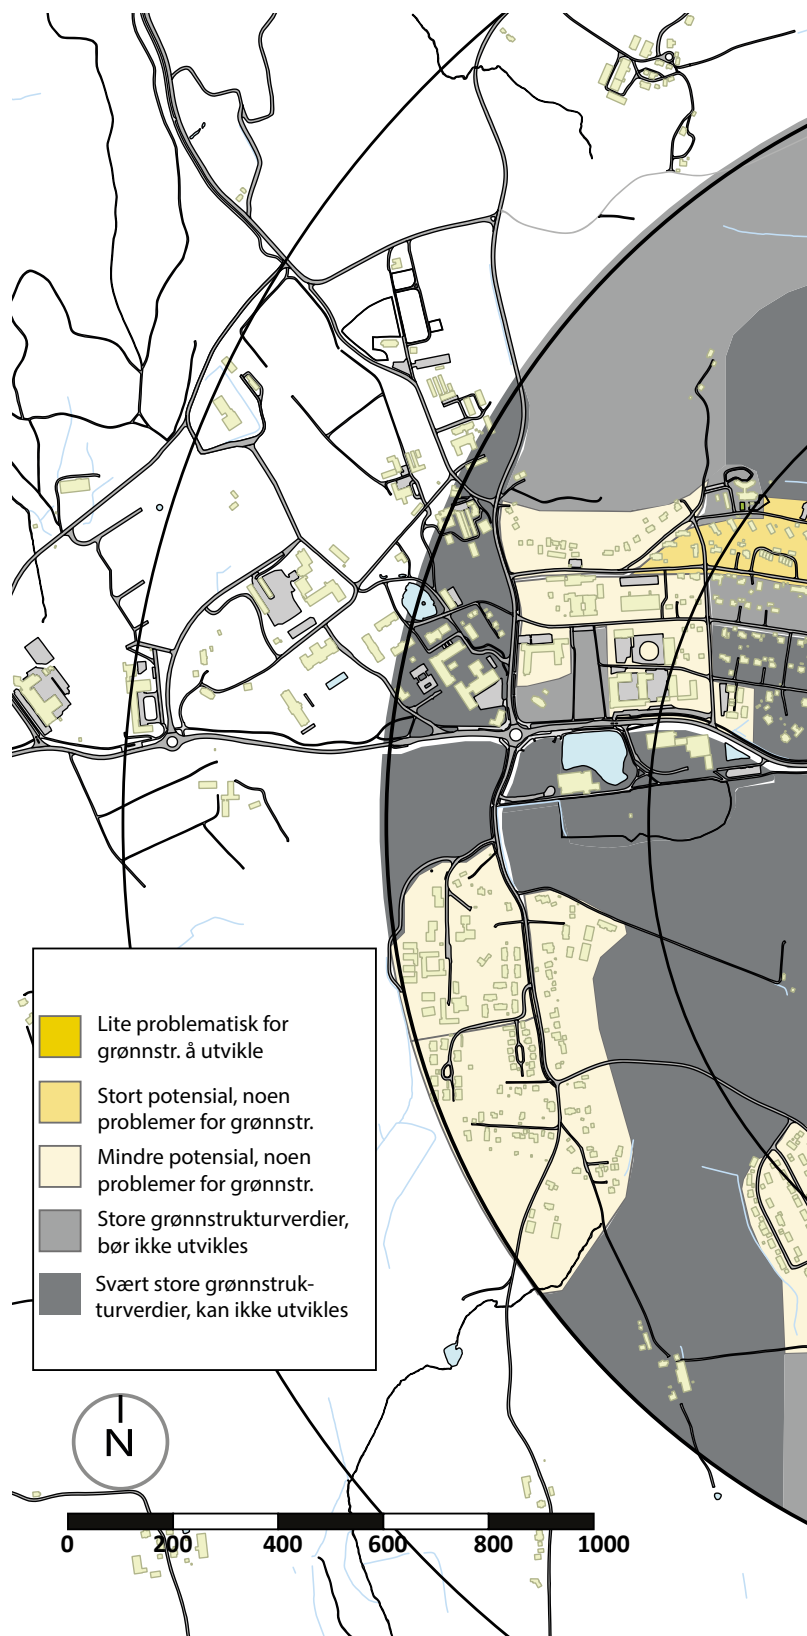 Lite problematisk for
grønnstr. å utvikle
Stort potensial, noen
problemer for grønnstr.
Mindre potensial, noen
problemer for grønnstr.
Store grønnstrukturverdier,
bør ikke utvikles
Svært store grønnstruk-
turverdier, kan ikke utvikles
N
0 200 400 600 800 1000